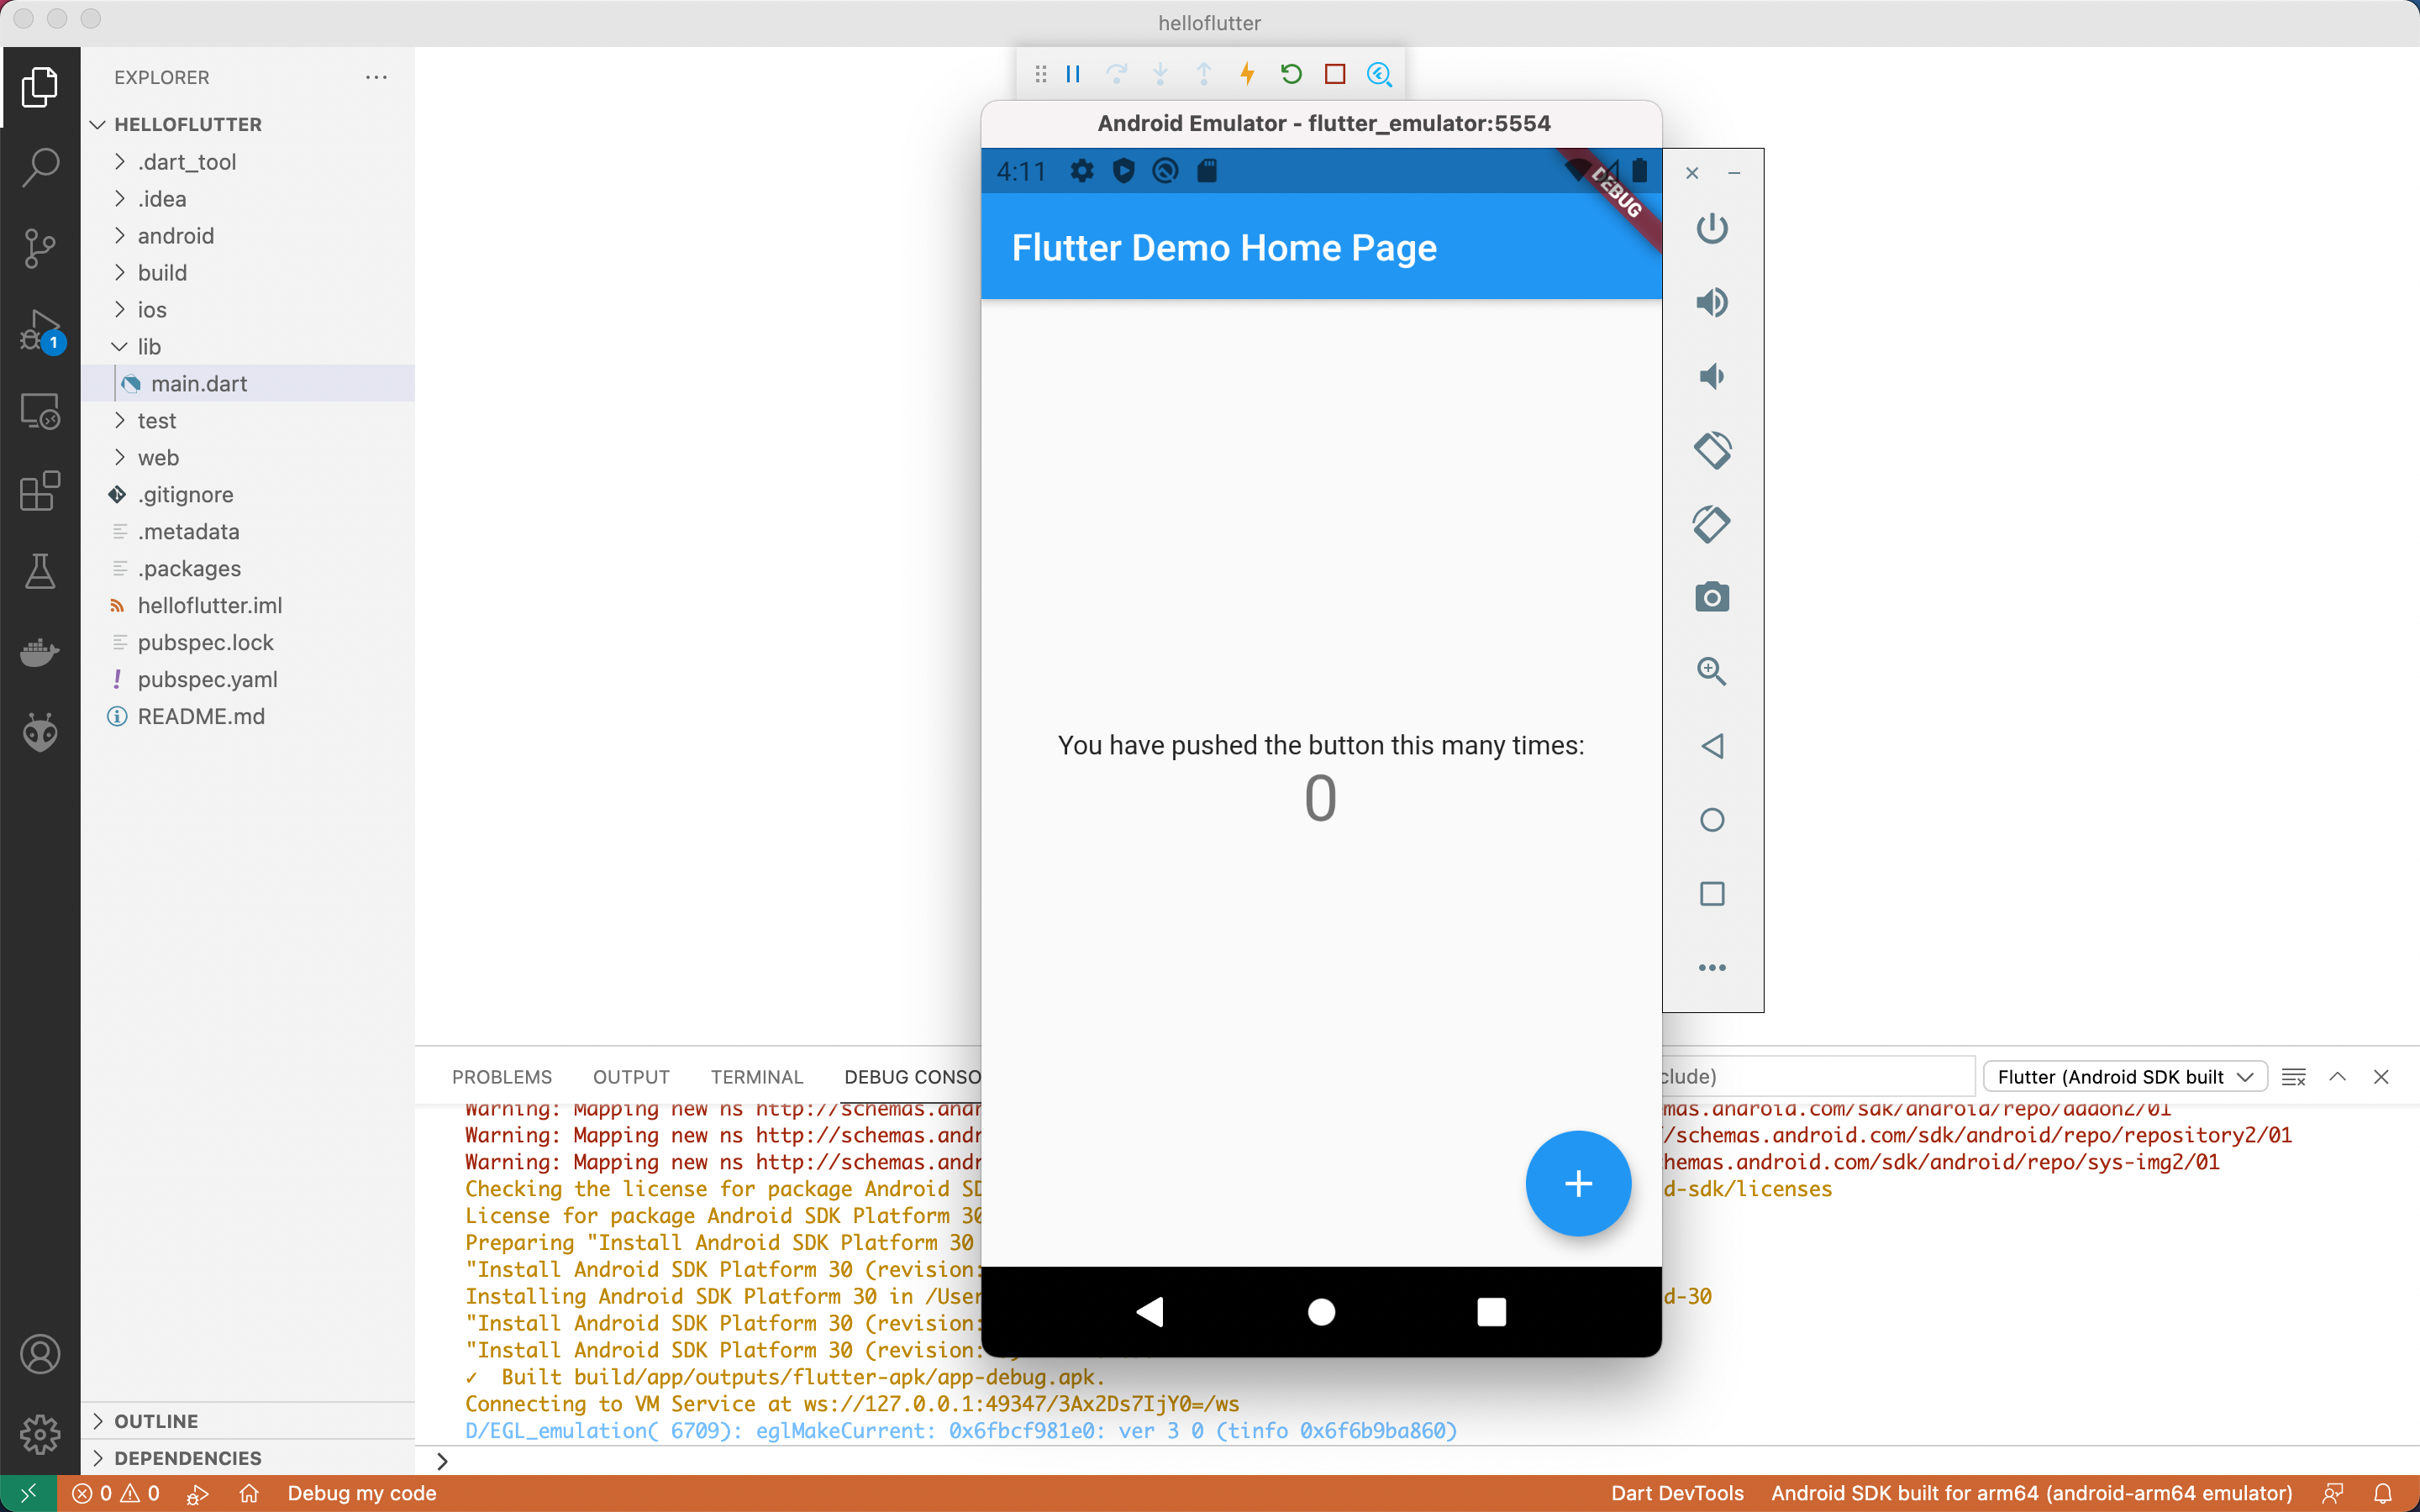 helloflutter
EXPLORER
HELLOFLUTTER
.dart_tool
.idea
android
build
ios
lib
main.dart
test
web
.gitignore
.metadata
.packages
helloflutter.iml
pubspec.lock
pubspec.yaml
README.md
OUTLINE
DEPENDENCIES
1
Android Emulator - flutter_emulator:5554
4:11
DEBUG
Flutter Demo Home Page
You have pushed the button this many times:
0
PROBLEMS OUTPUT TERMINAL DEBUG CONSO clude) Flutter (Android SDK built
Warning: Mapping new ns http://schemas.andr mas.android.com/sdk/android/repo/addon2/01
Warning: Mapping new ns http://schemas.andr /schemas.android.com/sdk/android/repo/repository2/01
Warning: Mapping new ns http://schemas.andr hemas.android.com/sdk/android/repo/sys-img2/01
Checking the license for package Android SD d-sdk/licenses
License for package Android SDK Platform 30
Preparing "Install Android SDK Platform 30
"Install Android SDK Platform 30 (revision:
Installing Android SDK Platform 30 in /User d-30
"Install Android SDK Platform 30 (revision:
"Install Android SDK Platform 30 (revision:
✓ Built build/app/outputs/flutter-apk/app-debug.apk.
Connecting to VM Service at ws://127.0.0.1:49347/3Ax2Ds7IjY0=/ws
D/EGL_emulation( 6709): eglMakeCurrent: 0x6fbcf981e0: ver 3 0 (tinfo 0x6f6b9ba860)
0 0 Debug my code Dart DevTools Android SDK built for arm64 (android-arm64 emulator)